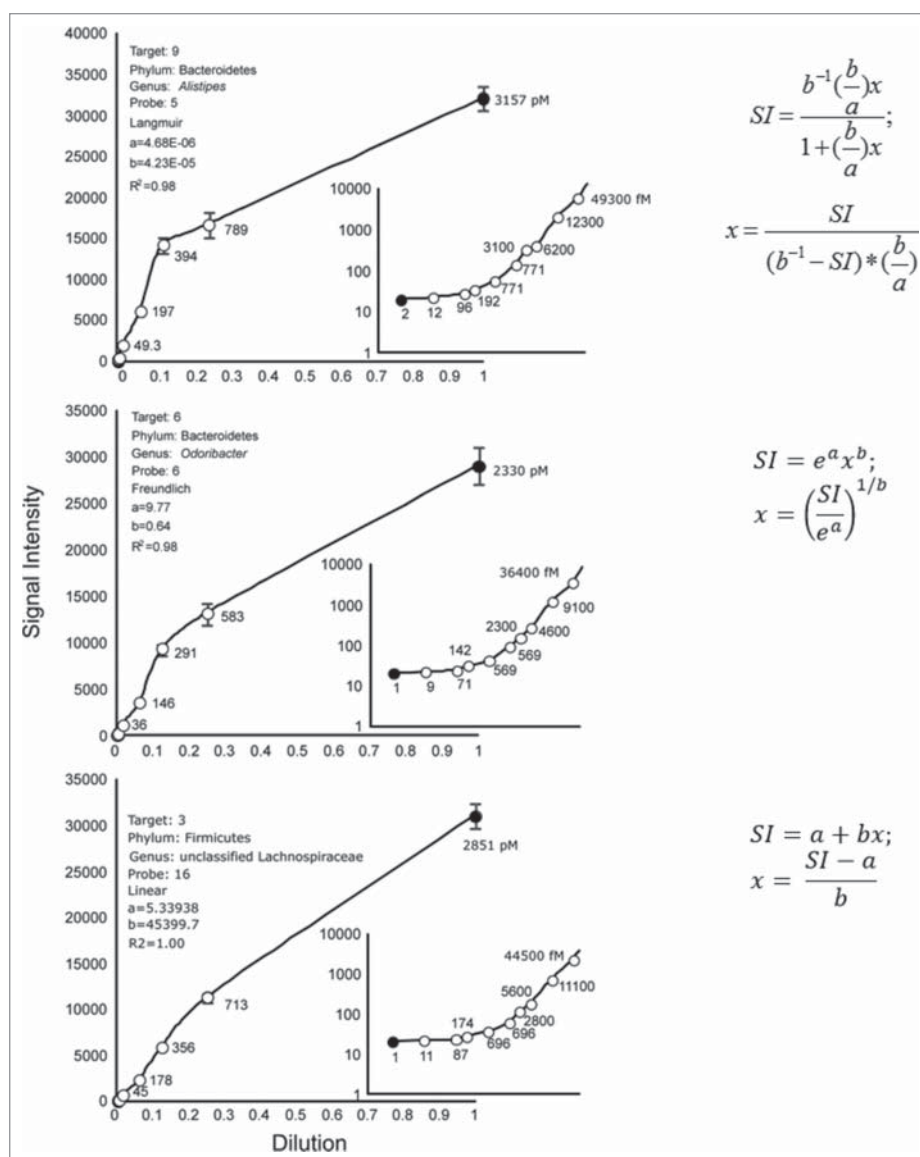 40000
35000
30000
25000
20000
15000
10000
5000
0
Target: 9
Phylum: Bacteroidetes
Genus: Alistipes
Probe: 5
Langmuir
a=4.68E-06
b=4.23E-05
R²=0.98
3157 pM
789
394
197
49.3
10000
1000
100
10
1
49300 fM
12300
3100
6200
771
771
2
12
96
192
0 0.1 0.2 0.3 0.4 0.5 0.6 0.7 0.8 0.9 1
SI = b⁻¹(b/a)x / 1+(b/a)x;
x = SI / (b⁻¹ − SI)*(b/a)
Signal Intensity
35000
30000
25000
20000
15000
10000
5000
0
Target: 6
Phylum: Bacteroidetes
Genus: Odoribacter
Probe: 6
Freundlich
a=9.77
b=0.64
R²=0.98
2330 pM
583
291
146
36
10000
1000
100
10
1
36400 fM
9100
2300
4600
142
569
569
1
9
71
0 0.1 0.2 0.3 0.4 0.5 0.6 0.7 0.8 0.9 1
SI = eᵃxᵇ;
x = (SI/eᵃ)^1/b
35000
30000
25000
20000
15000
10000
5000
0
Target: 3
Phylum: Firmicutes
Genus: unclassified Lachnospiraceae
Probe: 16
Linear
a=5.33938
b=45399.7
R2=1.00
2851 pM
713
356
178
45
10000
1000
100
10
1
44500 fM
11100
5600
2800
174
696
696
1
11
87
0 0.1 0.2 0.3 0.4 0.5 0.6 0.7 0.8 0.9 1
Dilution
SI = a + bx;
x = SI − a / b